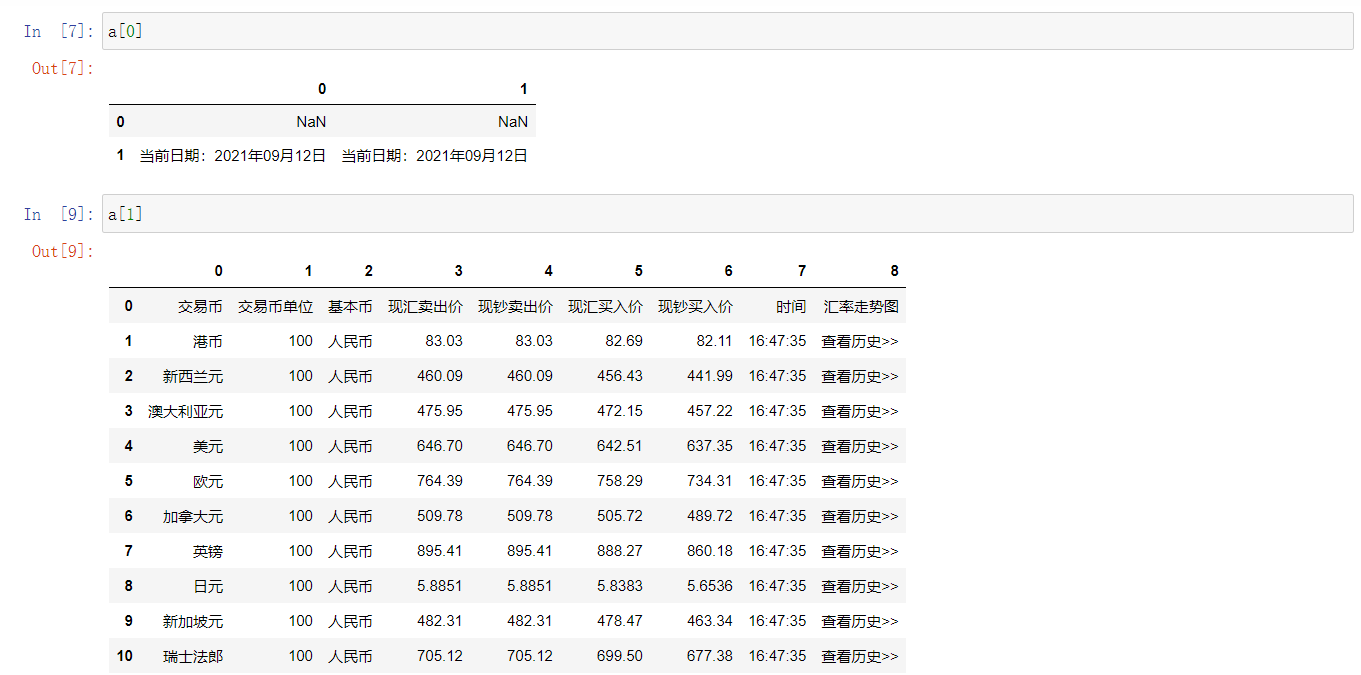 In [7]: a[0]
Out[7]:
0 1
0 NaN NaN
1 当前日期：2021年09月12日 当前日期：2021年09月12日
In [9]: a[1]
Out[9]:
0 1 2 3 4 5 6 7 8
0 交易币 交易币单位 基本币 现汇卖出价 现钞卖出价 现汇买入价 现钞买入价 时间 汇率走势图
1 港币 100 人民币 83.03 83.03 82.69 82.11 16:47:35 查看历史>>
2 新西兰元 100 人民币 460.09 460.09 456.43 441.99 16:47:35 查看历史>>
3 澳大利亚元 100 人民币 475.95 475.95 472.15 457.22 16:47:35 查看历史>>
4 美元 100 人民币 646.70 646.70 642.51 637.35 16:47:35 查看历史>>
5 欧元 100 人民币 764.39 764.39 758.29 734.31 16:47:35 查看历史>>
6 加拿大元 100 人民币 509.78 509.78 505.72 489.72 16:47:35 查看历史>>
7 英镑 100 人民币 895.41 895.41 888.27 860.18 16:47:35 查看历史>>
8 日元 100 人民币 5.8851 5.8851 5.8383 5.6536 16:47:35 查看历史>>
9 新加坡元 100 人民币 482.31 482.31 478.47 463.34 16:47:35 查看历史>>
10 瑞士法郎 100 人民币 705.12 705.12 699.50 677.38 16:47:35 查看历史>>